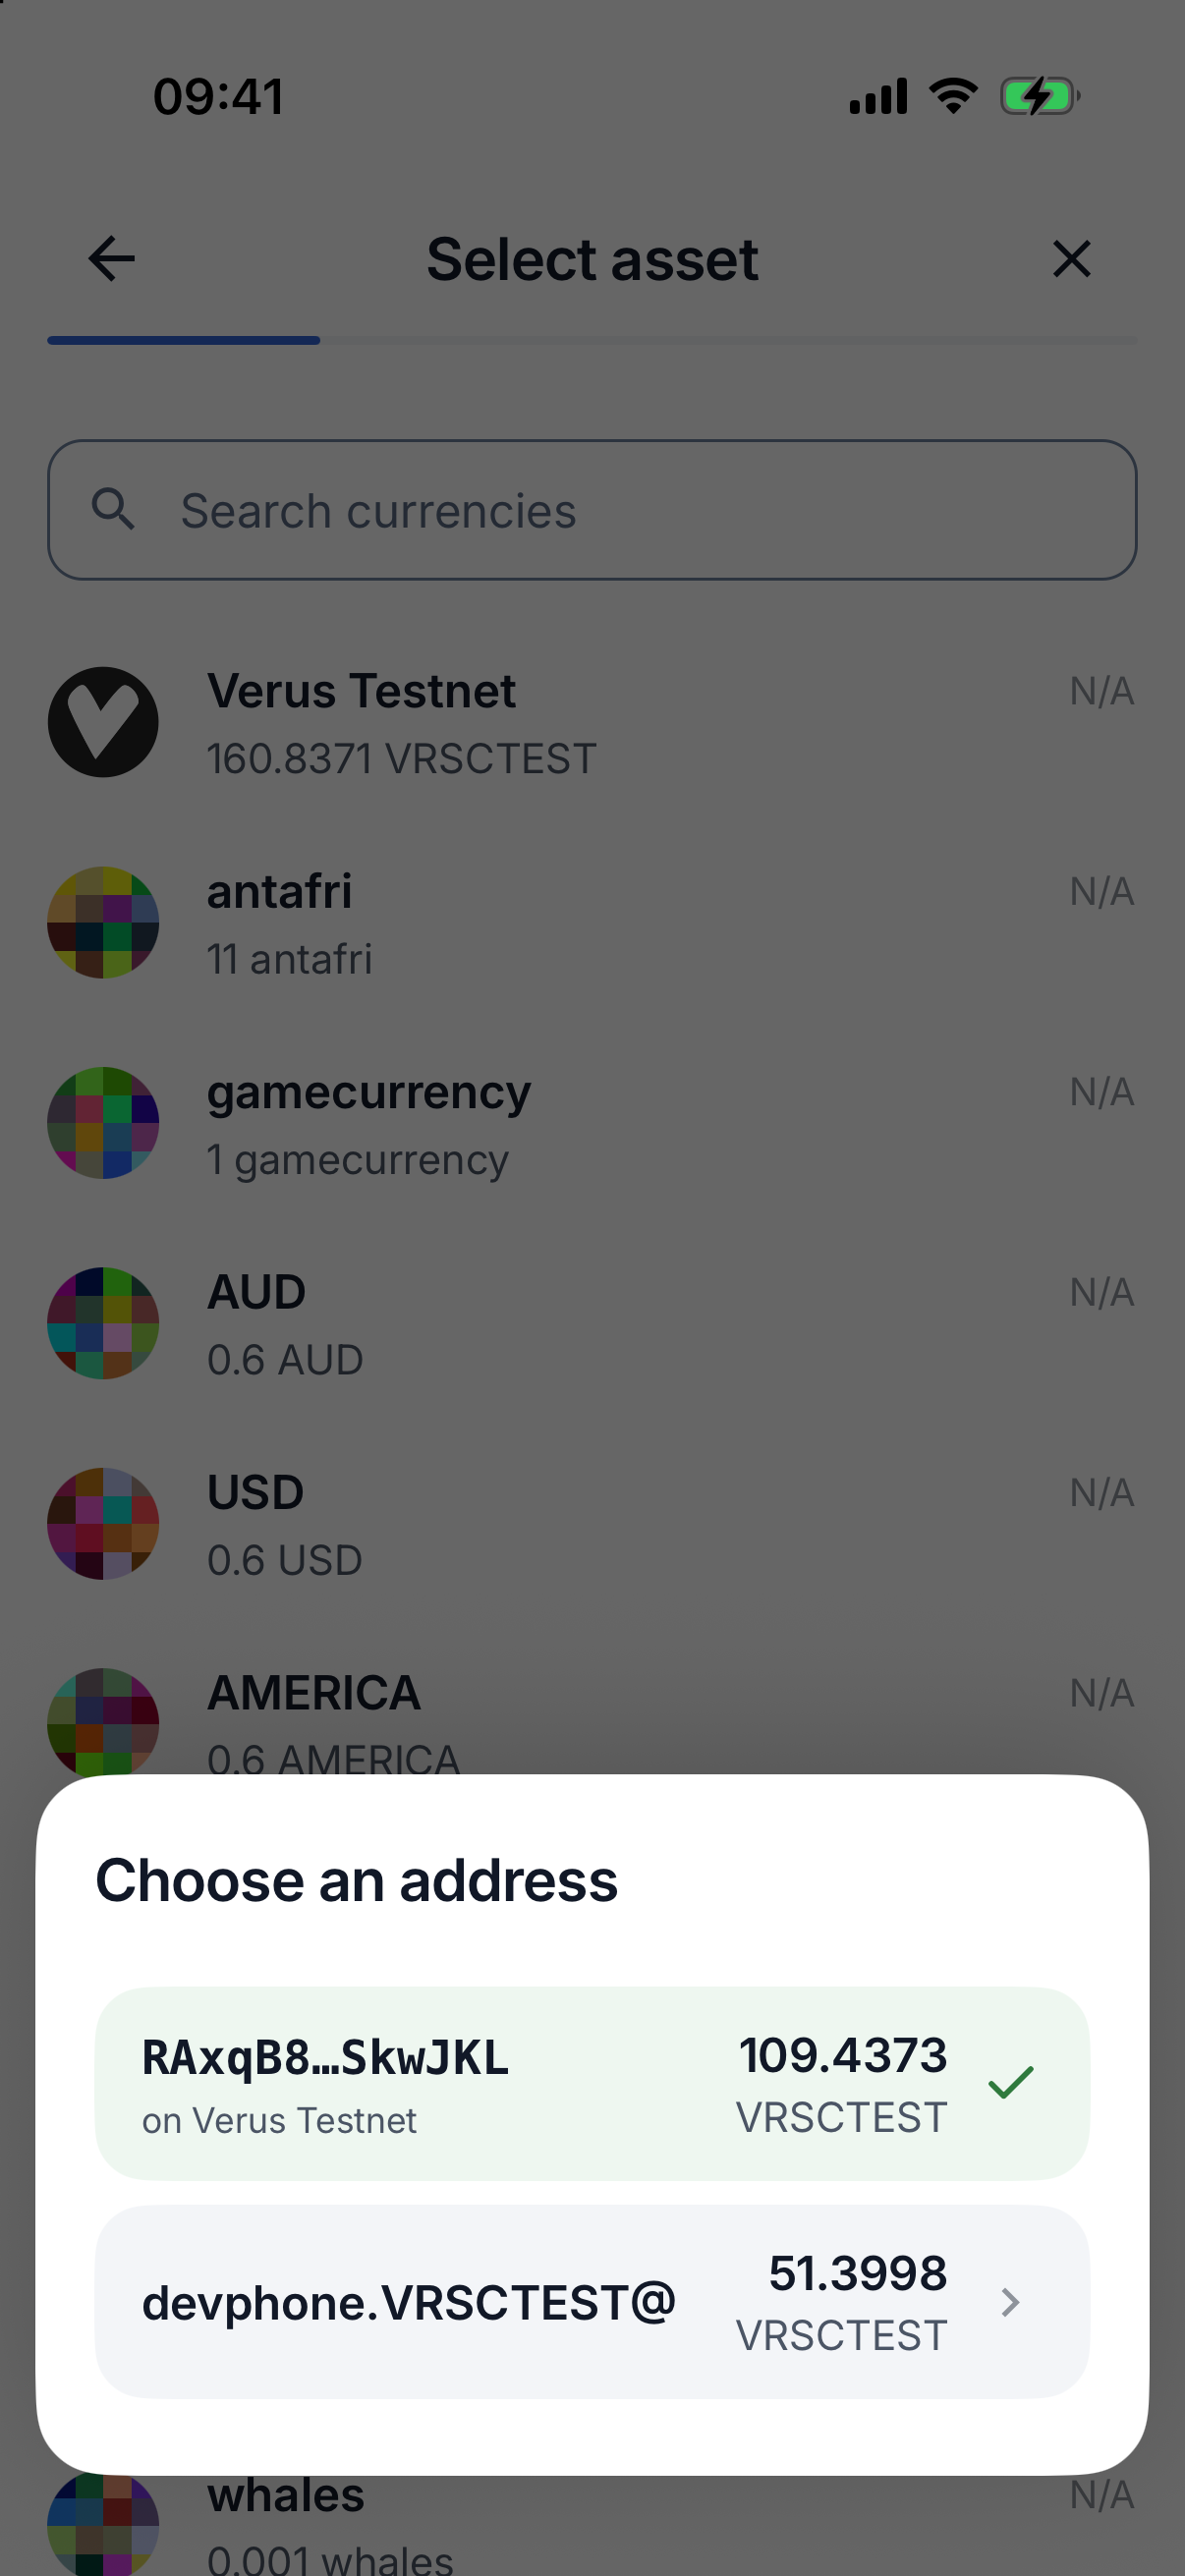 09:41
Select asset
Search currencies
Verus Testnet
N/A
160.8371 VRSCTEST
antafri
N/A
11 antafri
gamecurrency
N/A
1 gamecurrency
AUD
N/A
0.6 AUD
USD
N/A
0.6 USD
AMERICA
N/A
0.6 AMERICA
Choose an address
RAxqB8…SkwJKL
109.4373
on Verus Testnet
VRSCTEST
devphone.VRSCTEST@
51.3998
VRSCTEST
whales
N/A
0.001 whales